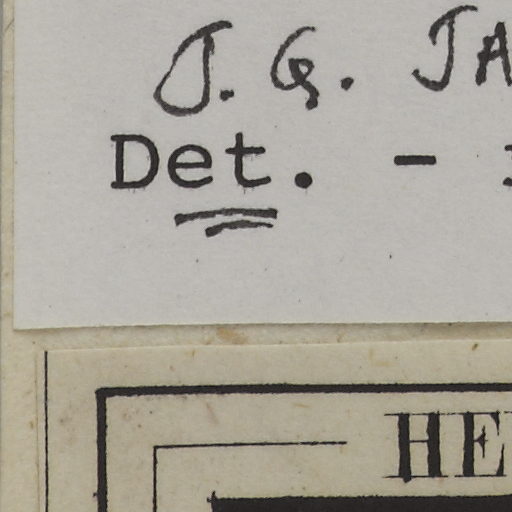 J. G. JA
Det. -
HE